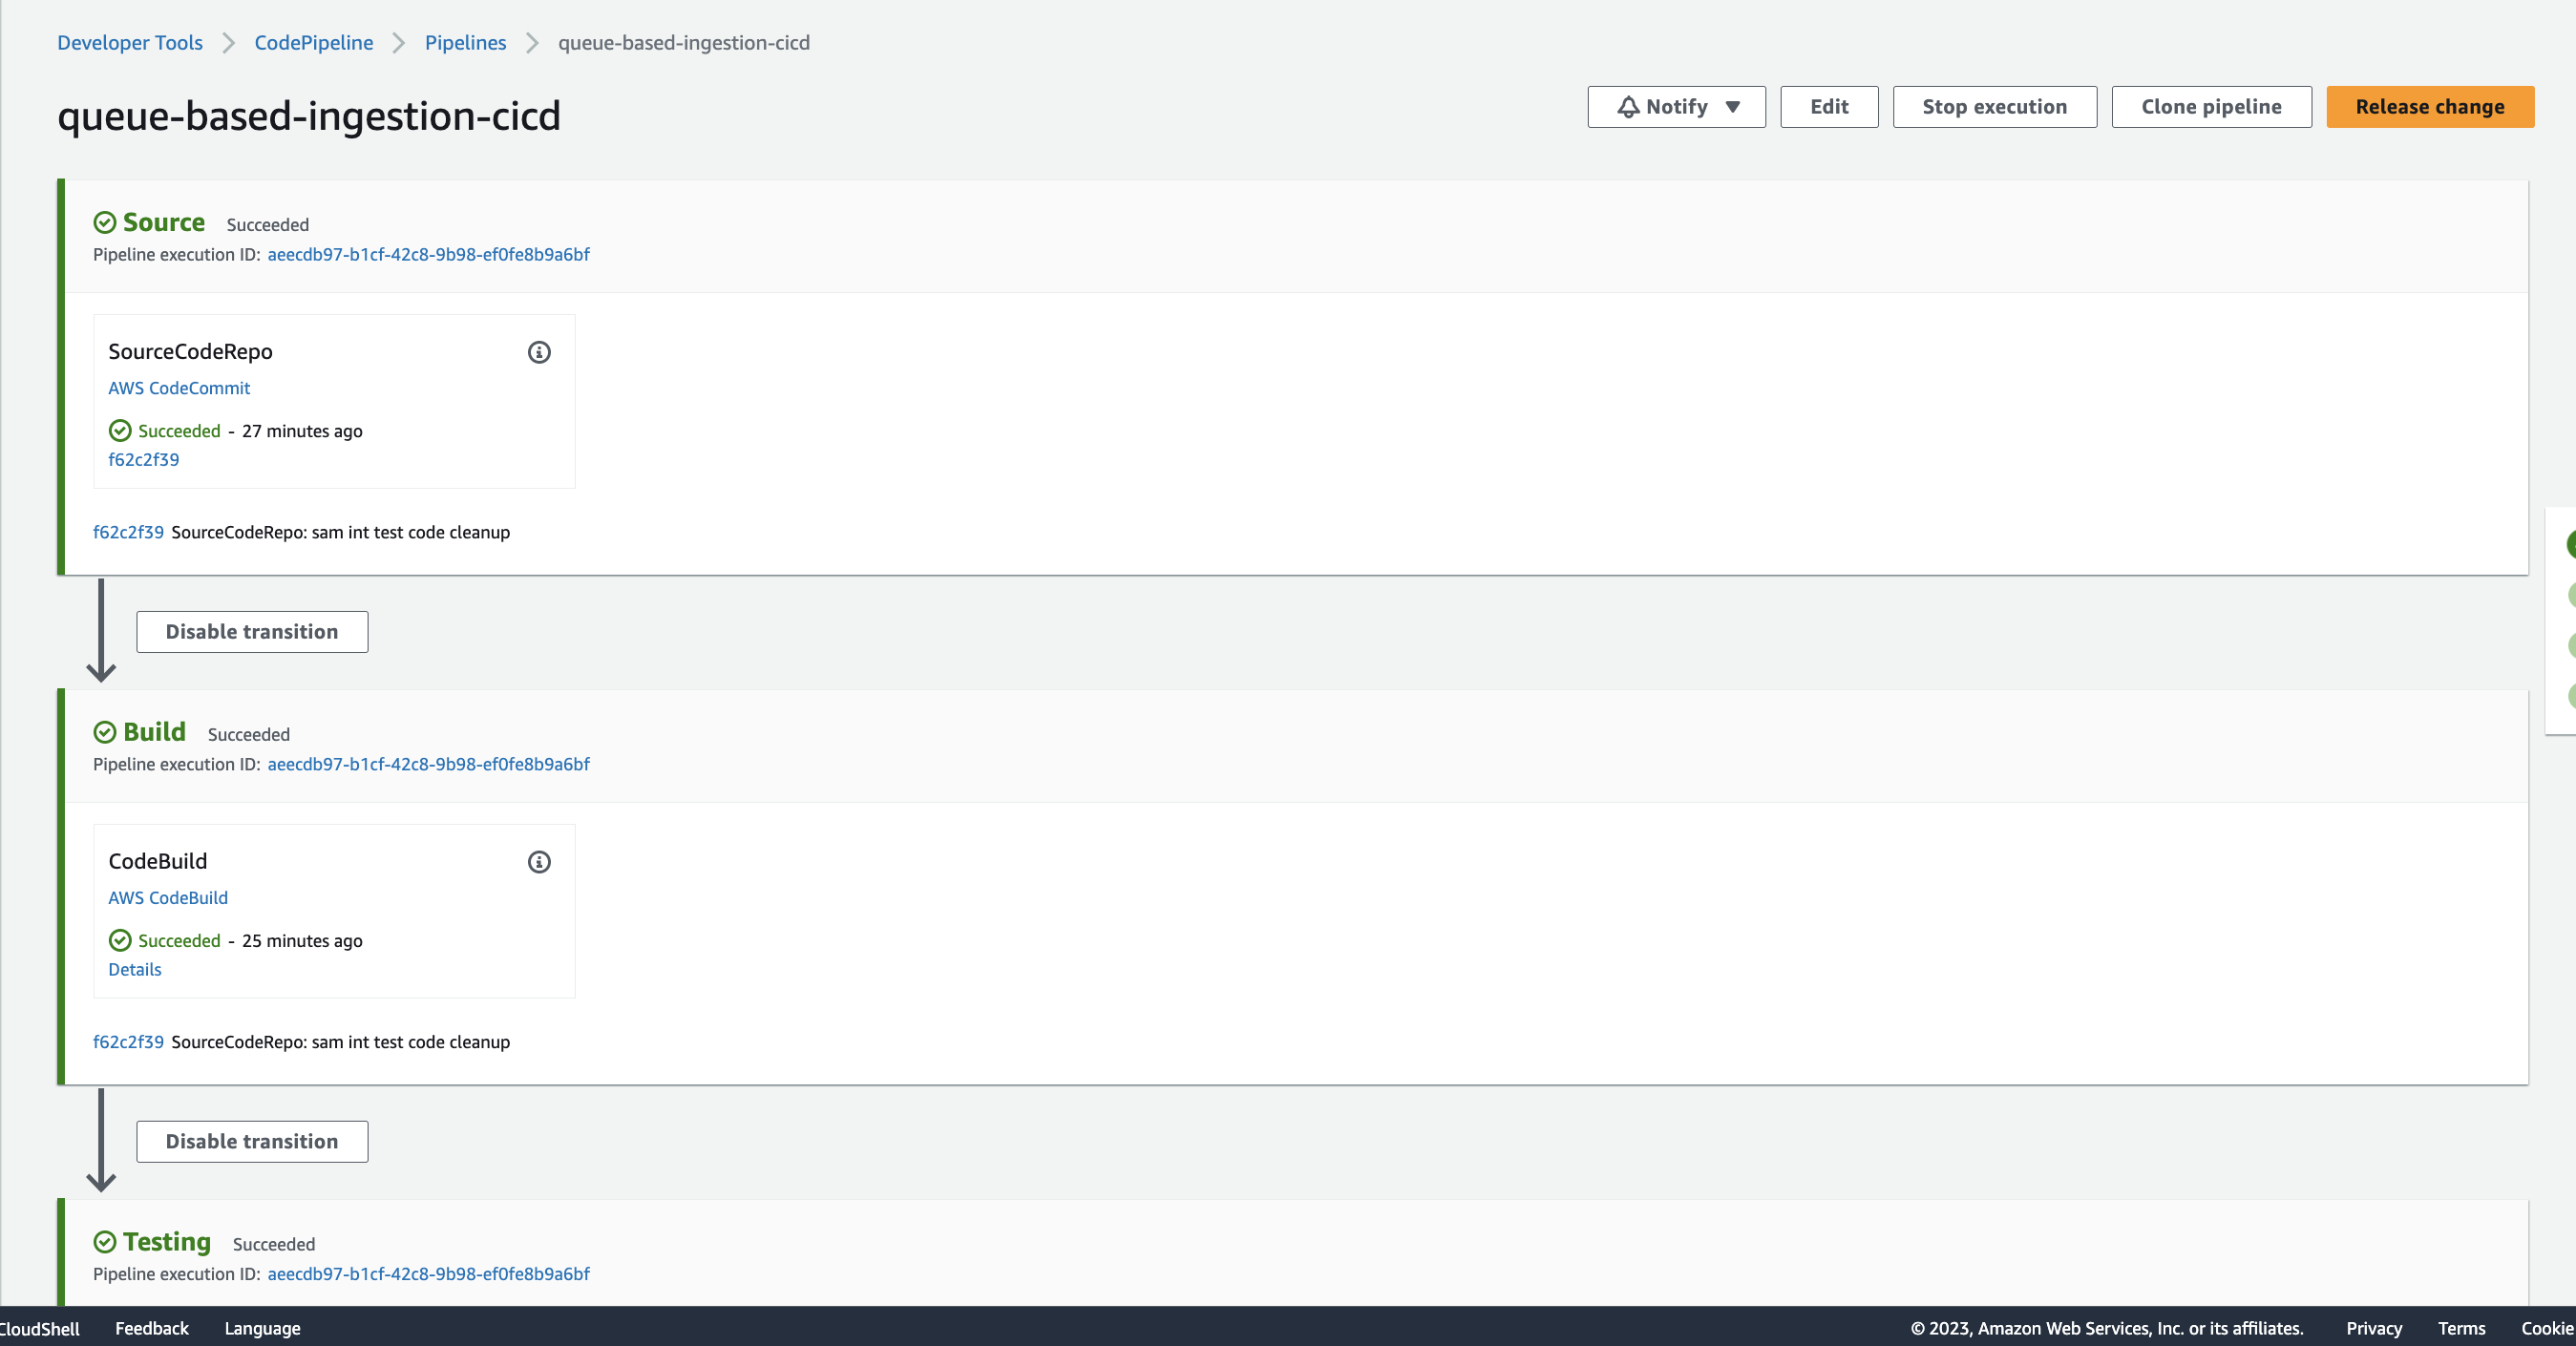 Developer Tools > CodePipeline > Pipelines > queue-based-ingestion-cicd
queue-based-ingestion-cicd
Notify Edit Stop execution Clone pipeline Release change
Source Succeeded
Pipeline execution ID: aeecdb97-b1cf-42c8-9b98-ef0fe8b9a6bf
SourceCodeRepo
AWS CodeCommit
Succeeded - 27 minutes ago
f62c2f39
f62c2f39 SourceCodeRepo: sam int test code cleanup
Disable transition
Build Succeeded
Pipeline execution ID: aeecdb97-b1cf-42c8-9b98-ef0fe8b9a6bf
CodeBuild
AWS CodeBuild
Succeeded - 25 minutes ago
Details
f62c2f39 SourceCodeRepo: sam int test code cleanup
Disable transition
Testing Succeeded
Pipeline execution ID: aeecdb97-b1cf-42c8-9b98-ef0fe8b9a6bf
CloudShell Feedback Language © 2023, Amazon Web Services, Inc. or its affiliates. Privacy Terms Cookie